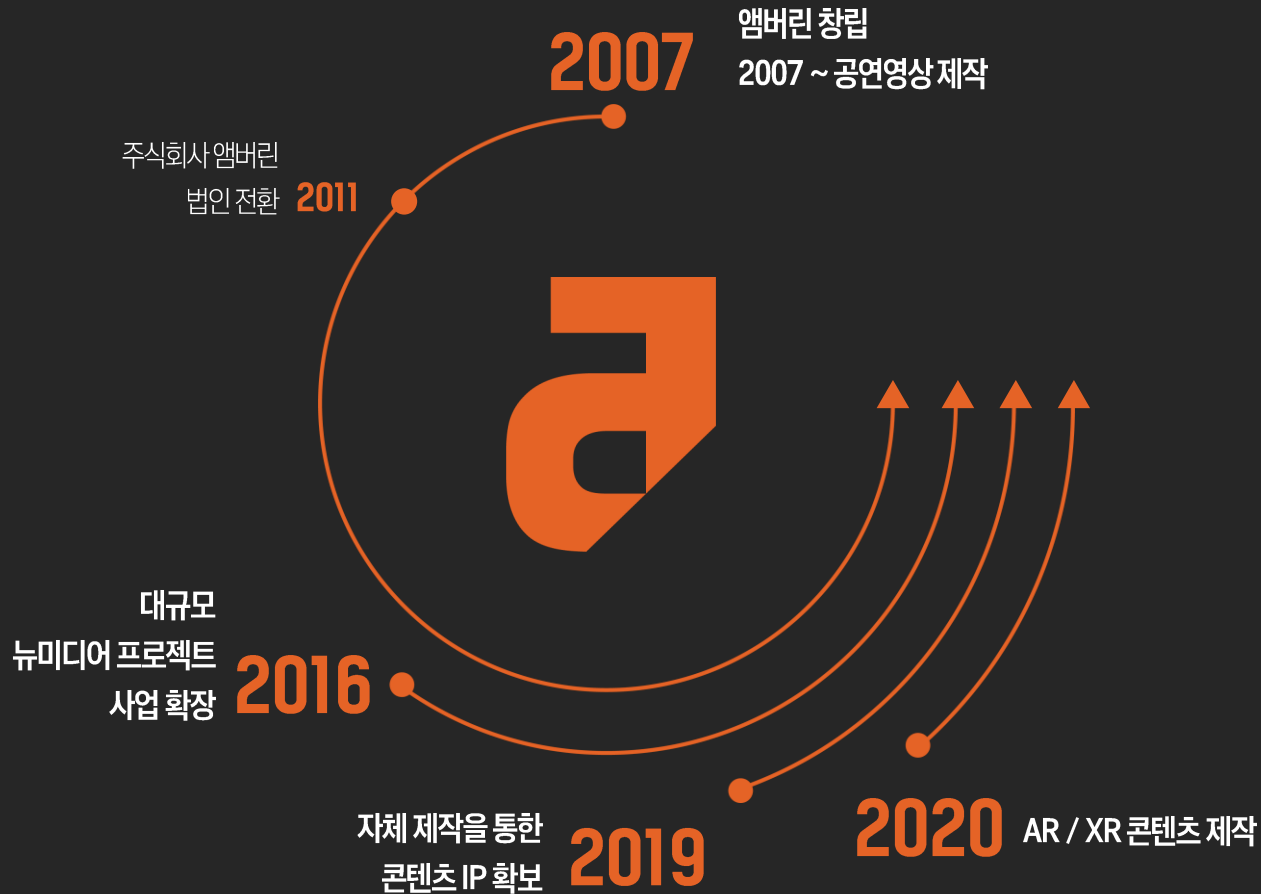 2007
앰버린 창립
2007 ~ 공연영상 제작
주식회사 앰버린
법인 전환 2011
대규모
뉴미디어 프로젝트
사업 확장
2016
자체 제작을 통한
콘텐츠 IP 확보
2019
2020 AR / XR 콘텐츠 제작